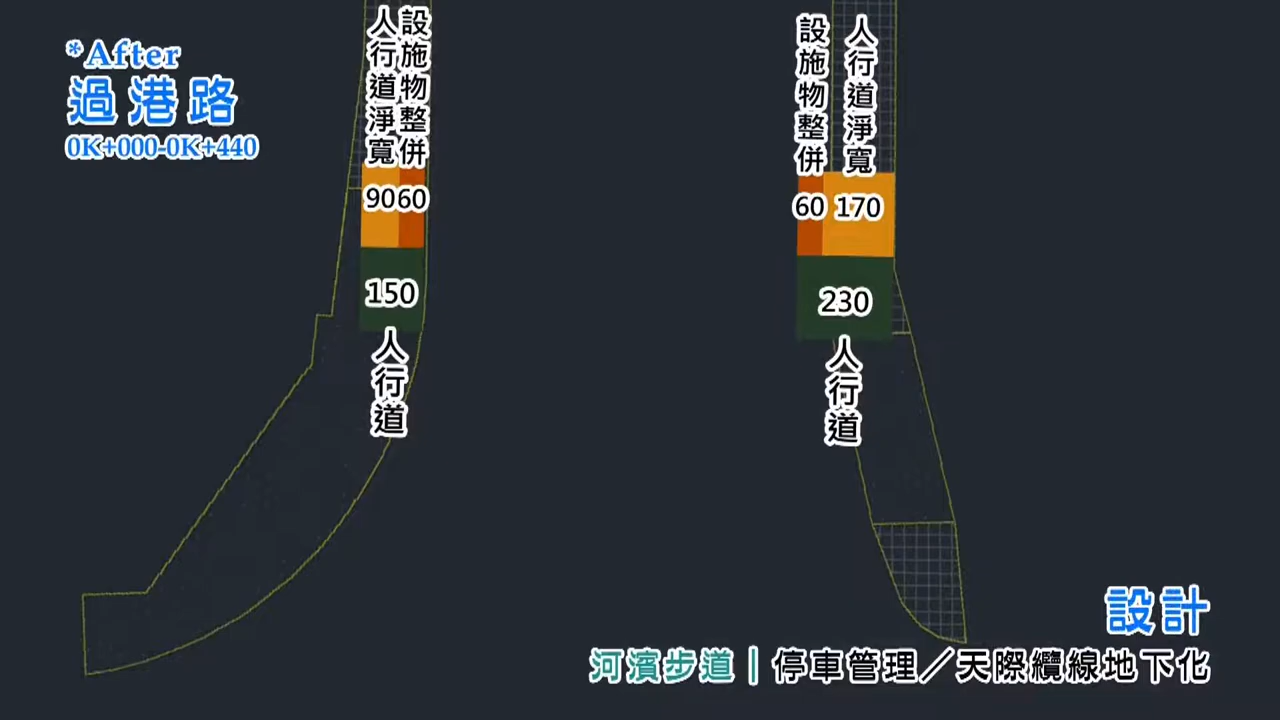 *After
過港路
0K+000-0K+440
人行道淨寬
設施物整併
90
60
150
人行道
設施物整併
人行道淨寬
60
170
230
人行道
設計
河濱步道｜停車管理／天際纜線地下化